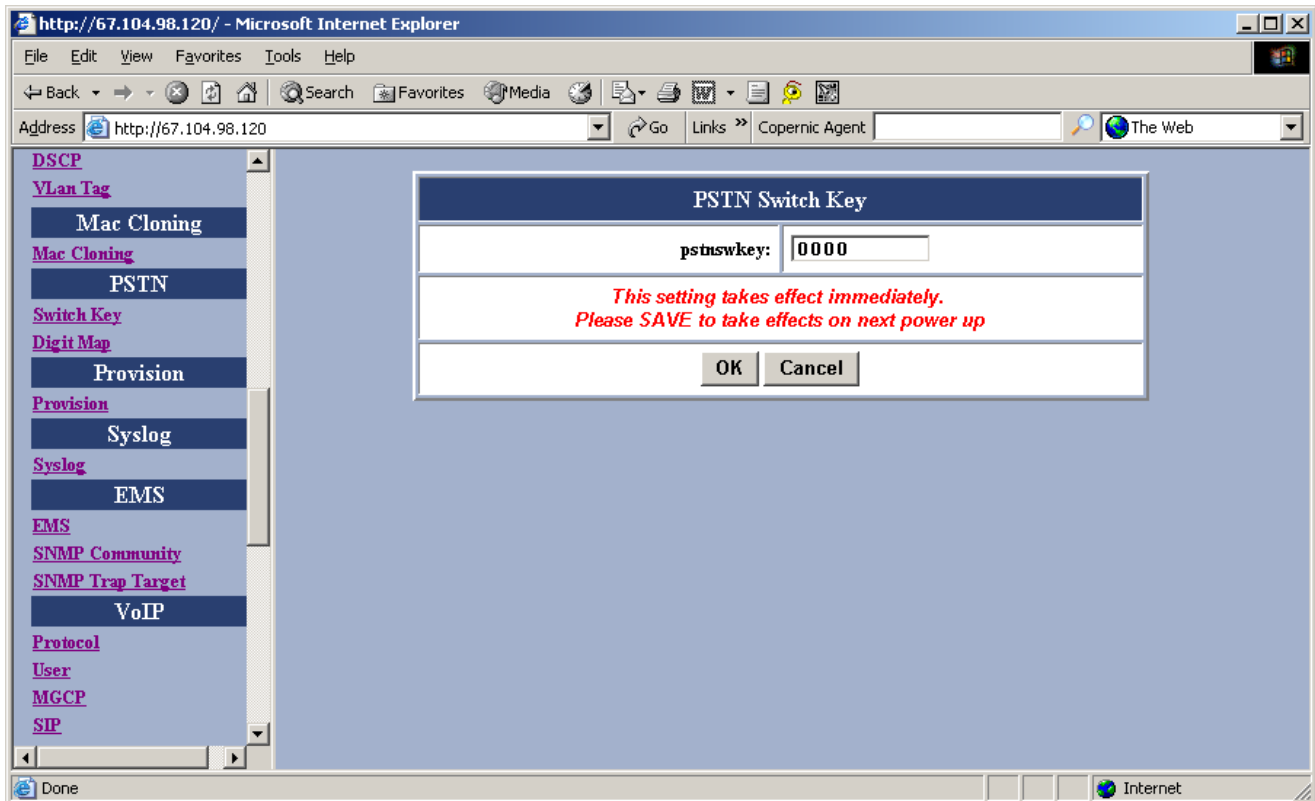 http://67.104.98.120/ - Microsoft Internet Explorer
File Edit View Favorites Tools Help
Back Search Favorites Media
Address http://67.104.98.120 Go Links » Copernic Agent The Web
DSCP
VLan Tag
Mac Cloning
Mac Cloning
PSTN
Switch Key
Digit Map
Provision
Provision
Syslog
Syslog
EMS
EMS
SNMP Community
SNMP Trap Target
VoIP
Protocol
User
MGCP
SIP
PSTN Switch Key
pstnswkey: 0000
This setting takes effect immediately.
Please SAVE to take effects on next power up
OK Cancel
Done Internet